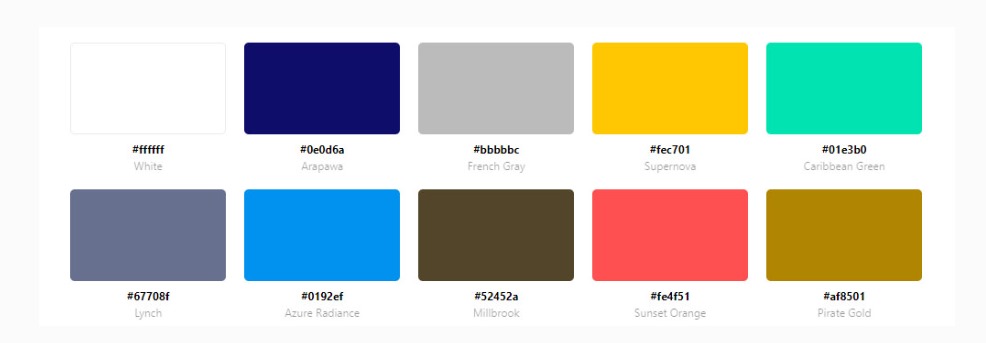 #ffffff
White
#0e0d6a
Arapawa
#bbbbbc
French Gray
#fec701
Supernova
#01e3b0
Caribbean Green
#67708f
Lynch
#0192ef
Azure Radiance
#52452a
Millbrook
#fe4f51
Sunset Orange
#af8501
Pirate Gold